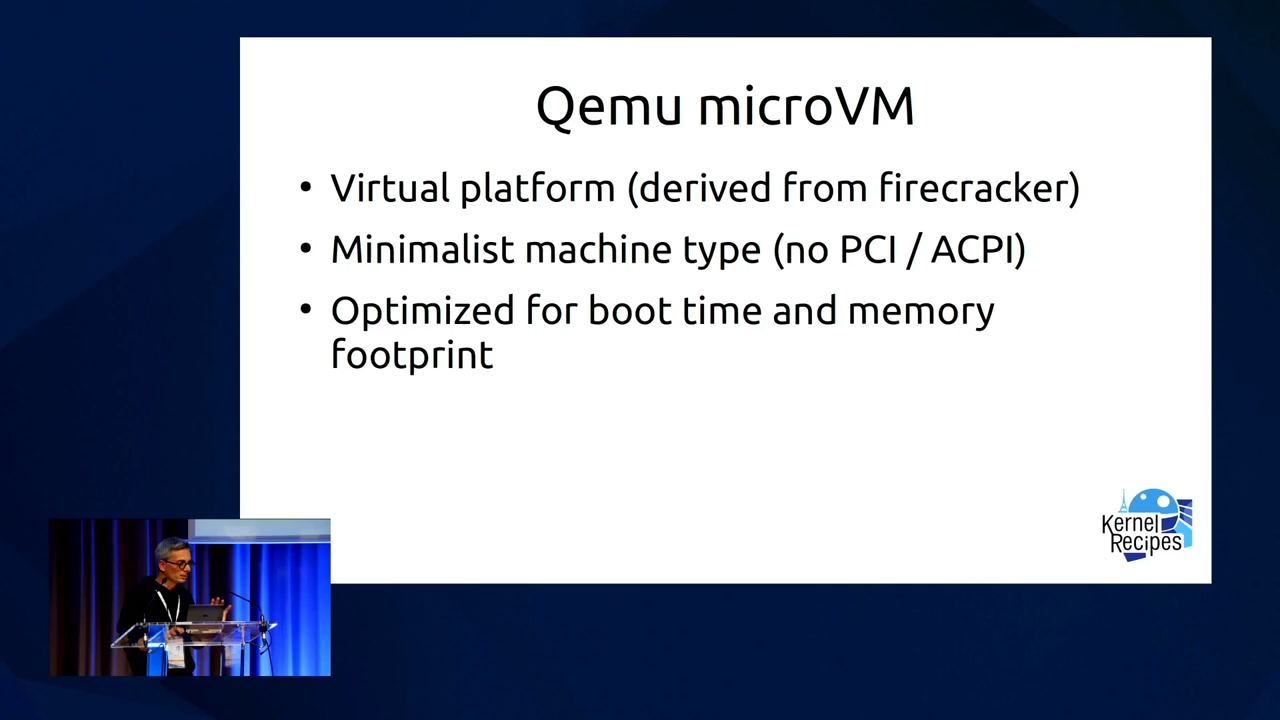 Qemu microVM
• Virtual platform (derived from firecracker)
• Minimalist machine type (no PCI / ACPI)
• Optimized for boot time and memory
footprint
Kernel
Recipes